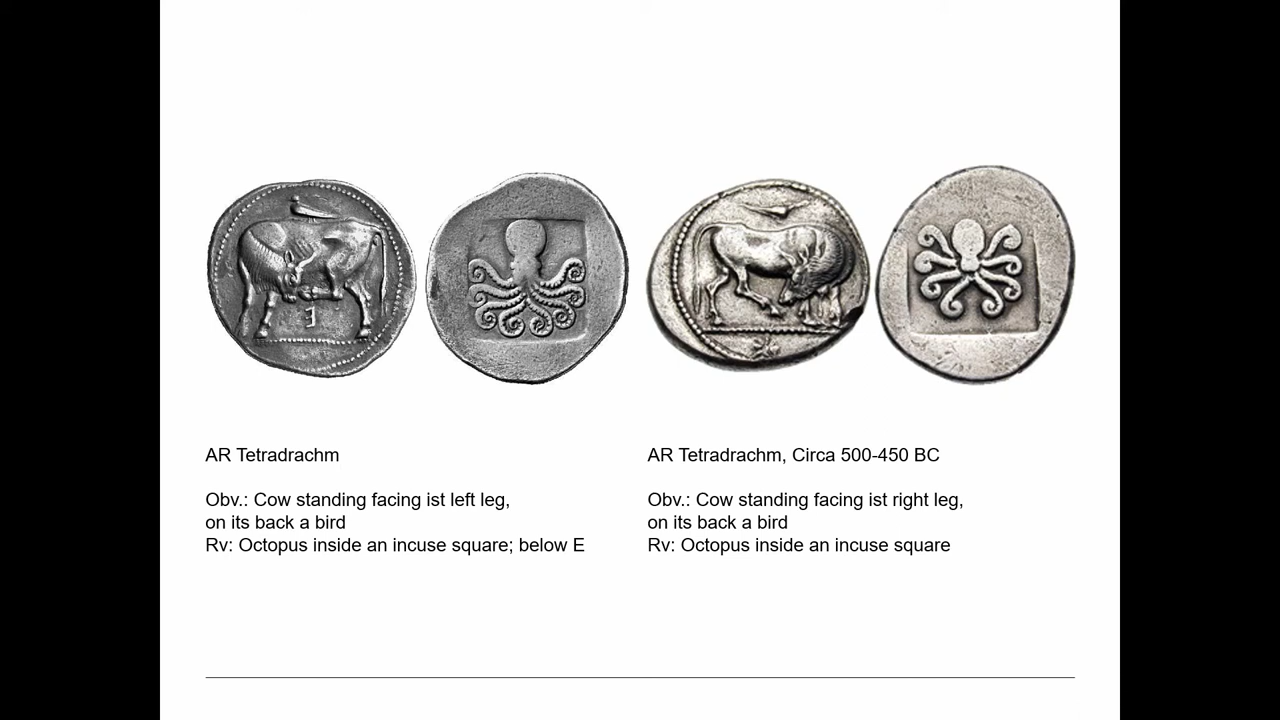 AR Tetradrachm
Obv.: Cow standing facing ist left leg,
on its back a bird
Rv: Octopus inside an incuse square; below E
AR Tetradrachm, Circa 500-450 BC
Obv.: Cow standing facing ist right leg,
on its back a bird
Rv: Octopus inside an incuse square
Ǝ